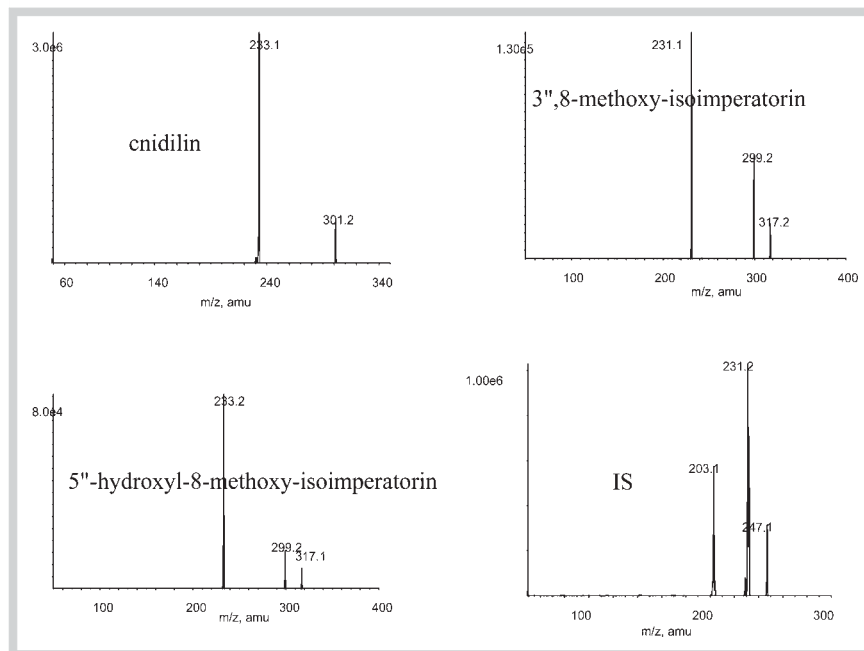 3.0e6
233.1
cnidilin
301.2
60 140 240 340
m/z, amu
1.30e5
231.1
3",8-methoxy-isoimperatorin
299.2
317.2
100 200 300 400
m/z, amu
8.0e4
233.2
5"-hydroxyl-8-methoxy-isoimperatorin
299.2
317.1
100 200 300 400
m/z, amu
1.00e6
231.2
203.1
IS
247.1
100 200 300
m/z, amu